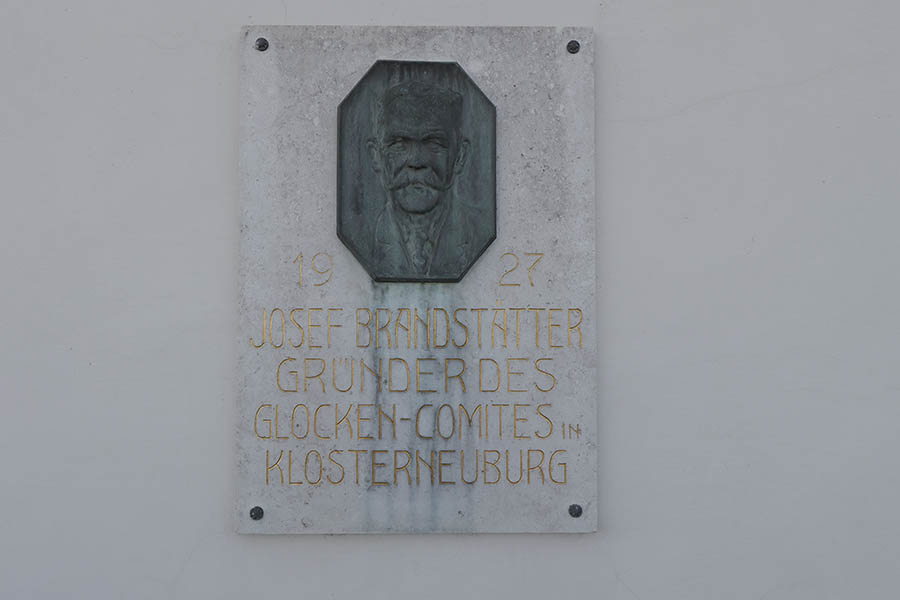 19 27
JOSEF BRANDSTÄTTER
GRÜNDER DES
GLOCKEN-COMITES IN
KLOSTERNEUBURG